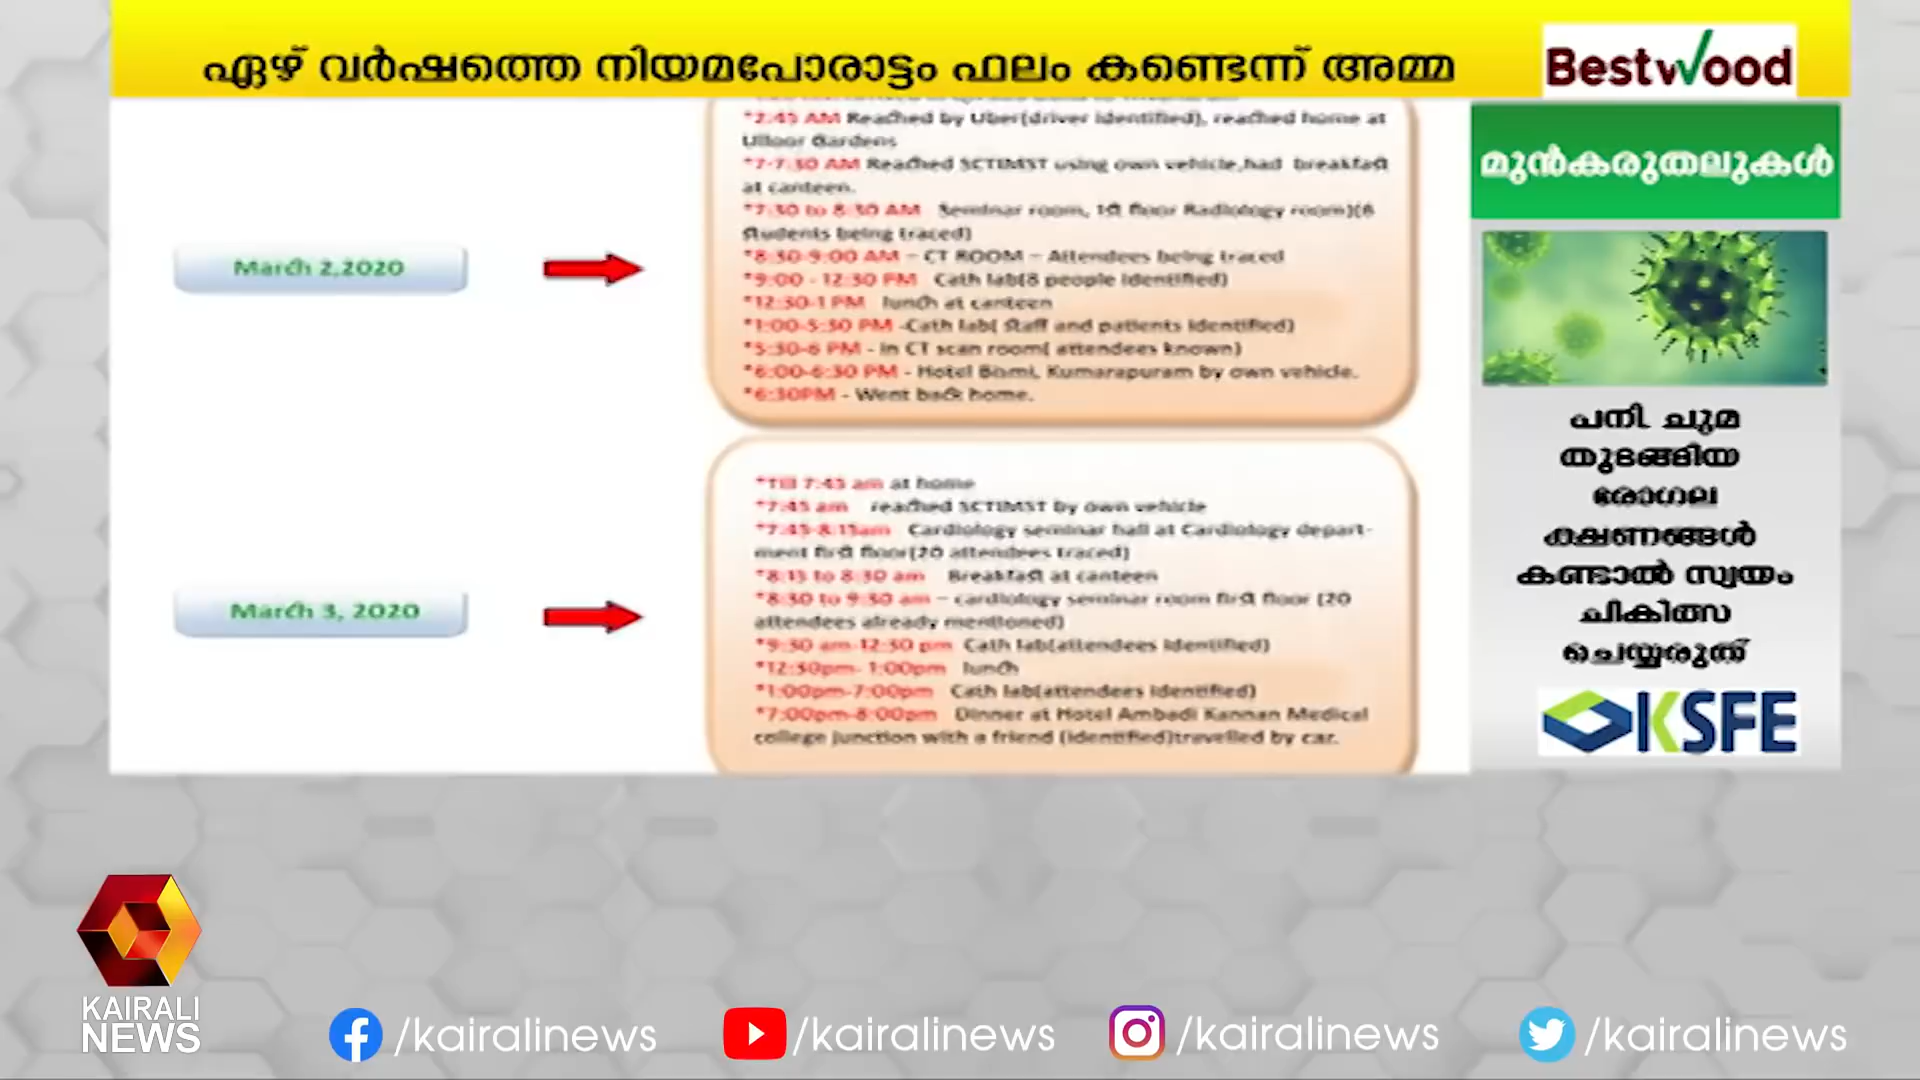 ഏഴ് വർഷത്തെ നിയമപോരാട്ടം ഫലം കണ്ടെന്ന് അമ്മ
Bestwood
*2:45 AM Reached by Uber(driver identified), reached home at
Ulloor Gardens
*7-7:30 AM Reached SCTIMST using own vehicle,had breakfast
at canteen.
*7:30 to 8:30 AM Seminar room, 1st floor Radiology room)(6
students being traced)
*8:30-9:00 AM – CT ROOM – Attendees being traced
*9:00 - 12:30 PM Cath lab(8 people identified)
*12:30-1 PM lunch at canteen
*1:00-5:30 PM -Cath lab( staff and patients identified)
*5:30-6 PM - In CT scan room( attendees known)
*6:00-6:30 PM - Hotel Bismi, Kumarapuram by own vehicle.
*6:30PM - Went back home.
March 2,2020
*Till 7:45 am at home
*7:45 am reached SCTIMST by own vehicle
*7:45-8:15am Cardiology seminar hall at Cardiology depart-
ment first floor(20 attendees traced)
*8:15 to 8:30 am Breakfast at canteen
*8:30 to 9:30 am – cardiology seminar room first floor (20
attendees already mentioned)
*9:30 am-12:30 pm Cath lab(attendees identified)
*12:30pm- 1:00pm lunch
*1:00pm-7:00pm Cath lab(attendees identified)
*7:00pm-8:00pm Dinner at Hotel Ambadi Kannan Medical
college junction with a friend (identified)travelled by car.
March 3, 2020
മുൻകരുതലുകൾ
പനി, ചുമ
തുടങ്ങിയ
രോഗല
ക്ഷണങ്ങൾ
കണ്ടാൽ സ്വയം
ചികിത്സ
ചെയ്യരുത്
KSFE
KAIRALI
NEWS
/kairalinews
/kairalinews
/kairalinews
/kairalinews